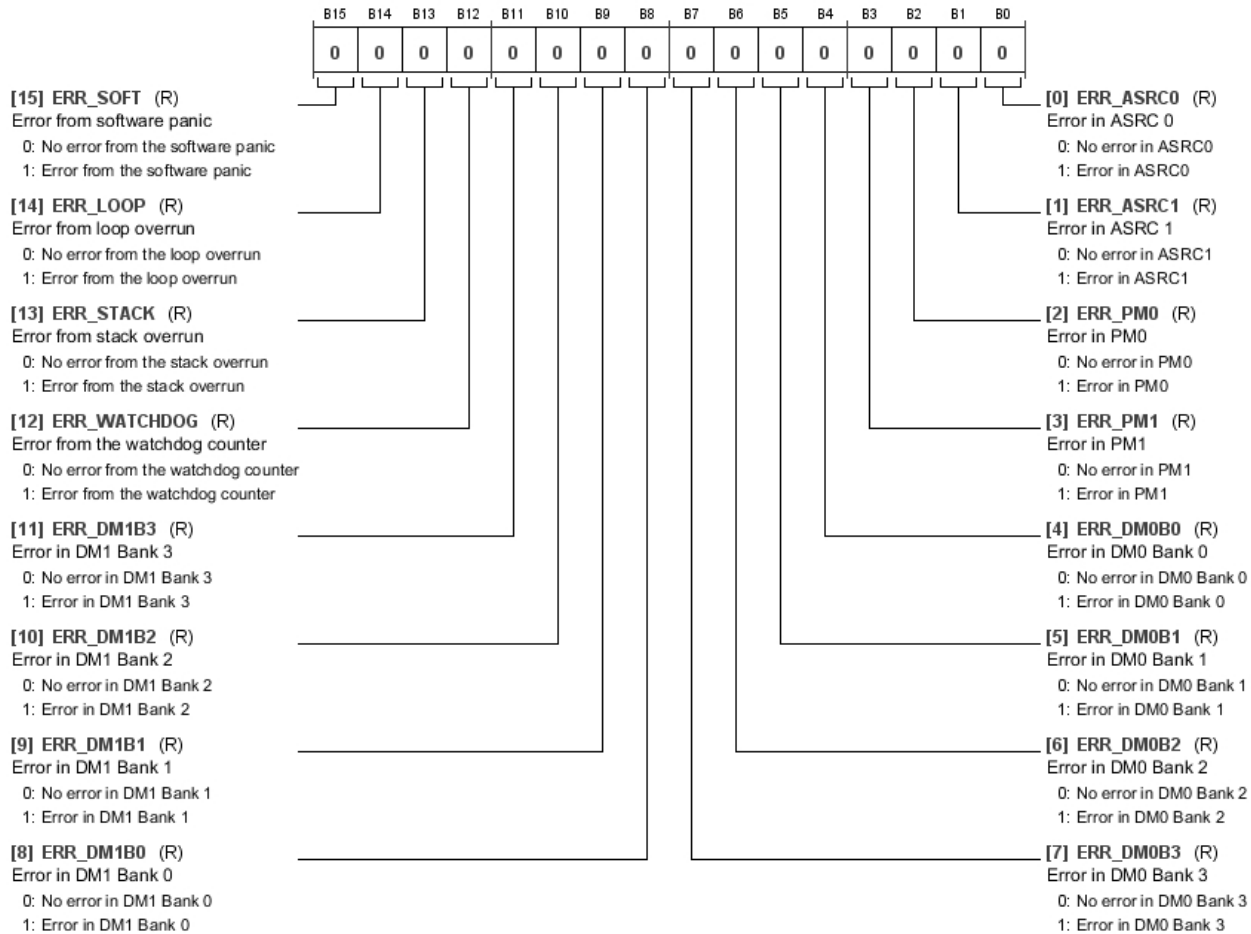 B15 B14 B13 B12 B11 B10 B9 B8 B7 B6 B5 B4 B3 B2 B1 B0
0 0 0 0 0 0 0 0 0 0 0 0 0 0 0 0
[15] ERR_SOFT (R)
Error from software panic
0: No error from the software panic
1: Error from the software panic
[14] ERR_LOOP (R)
Error from loop overrun
0: No error from the loop overrun
1: Error from the loop overrun
[13] ERR_STACK (R)
Error from stack overrun
0: No error from the stack overrun
1: Error from the stack overrun
[12] ERR_WATCHDOG (R)
Error from the watchdog counter
0: No error from the watchdog counter
1: Error from the watchdog counter
[11] ERR_DM1B3 (R)
Error in DM1 Bank 3
0: No error in DM1 Bank 3
1: Error in DM1 Bank 3
[10] ERR_DM1B2 (R)
Error in DM1 Bank 2
0: No error in DM1 Bank 2
1: Error in DM1 Bank 2
[9] ERR_DM1B1 (R)
Error in DM1 Bank 1
0: No error in DM1 Bank 1
1: Error in DM1 Bank 1
[8] ERR_DM1B0 (R)
Error in DM1 Bank 0
0: No error in DM1 Bank 0
1: Error in DM1 Bank 0
[0] ERR_ASRC0 (R)
Error in ASRC 0
0: No error in ASRC0
1: Error in ASRC0
[1] ERR_ASRC1 (R)
Error in ASRC 1
0: No error in ASRC1
1: Error in ASRC1
[2] ERR_PM0 (R)
Error in PM0
0: No error in PM0
1: Error in PM0
[3] ERR_PM1 (R)
Error in PM1
0: No error in PM1
1: Error in PM1
[4] ERR_DM0B0 (R)
Error in DM0 Bank 0
0: No error in DM0 Bank 0
1: Error in DM0 Bank 0
[5] ERR_DM0B1 (R)
Error in DM0 Bank 1
0: No error in DM0 Bank 1
1: Error in DM0 Bank 1
[6] ERR_DM0B2 (R)
Error in DM0 Bank 2
0: No error in DM0 Bank 2
1: Error in DM0 Bank 2
[7] ERR_DM0B3 (R)
Error in DM0 Bank 3
0: No error in DM0 Bank 3
1: Error in DM0 Bank 3